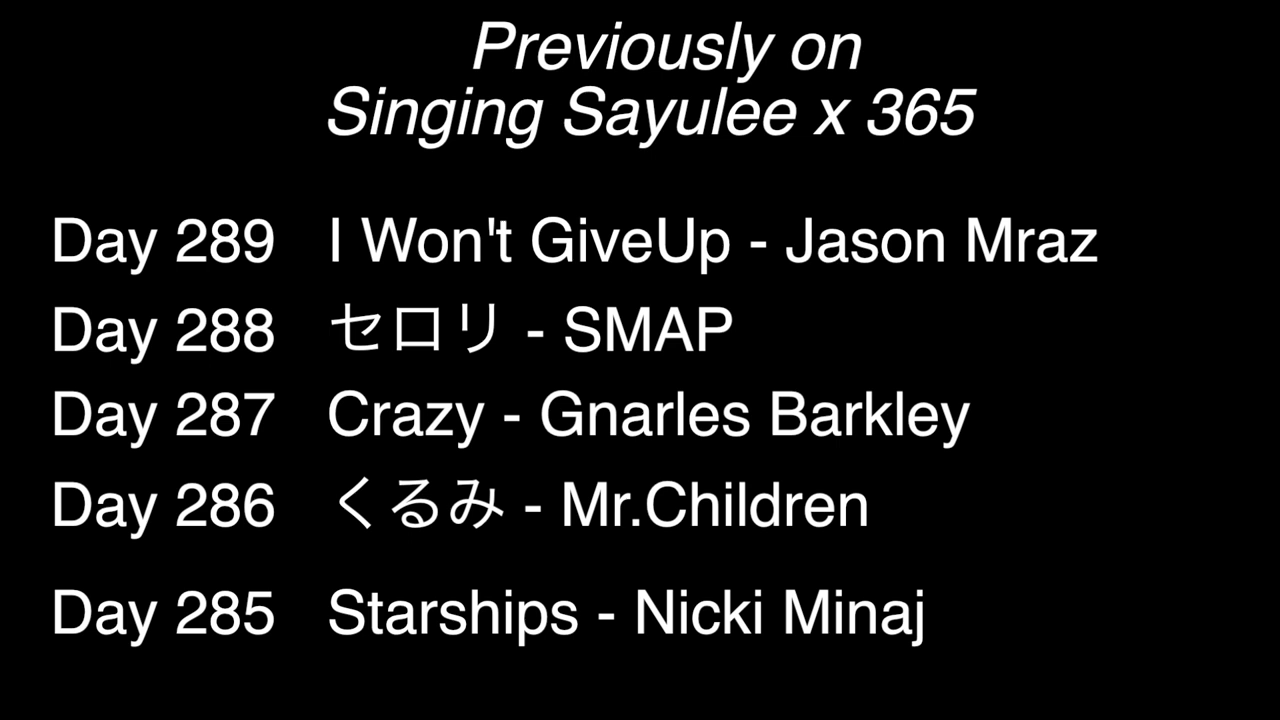 Previously on
Singing Sayulee x 365
Day 289 I Won't GiveUp - Jason Mraz
Day 288 セロリ - SMAP
Day 287 Crazy - Gnarles Barkley
Day 286 くるみ - Mr.Children
Day 285 Starships - Nicki Minaj